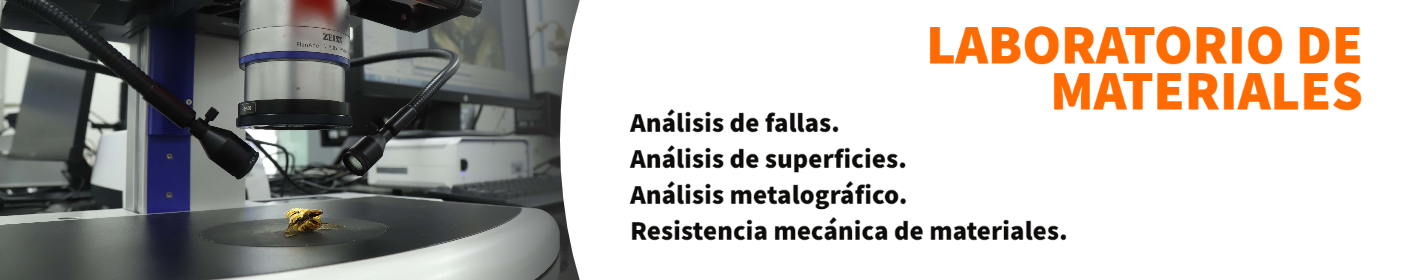 ZEISS
LABORATORIO DE
MATERIALES
Análisis de fallas.
Análisis de superficies.
Análisis metalográfico.
Resistencia mecánica de materiales.